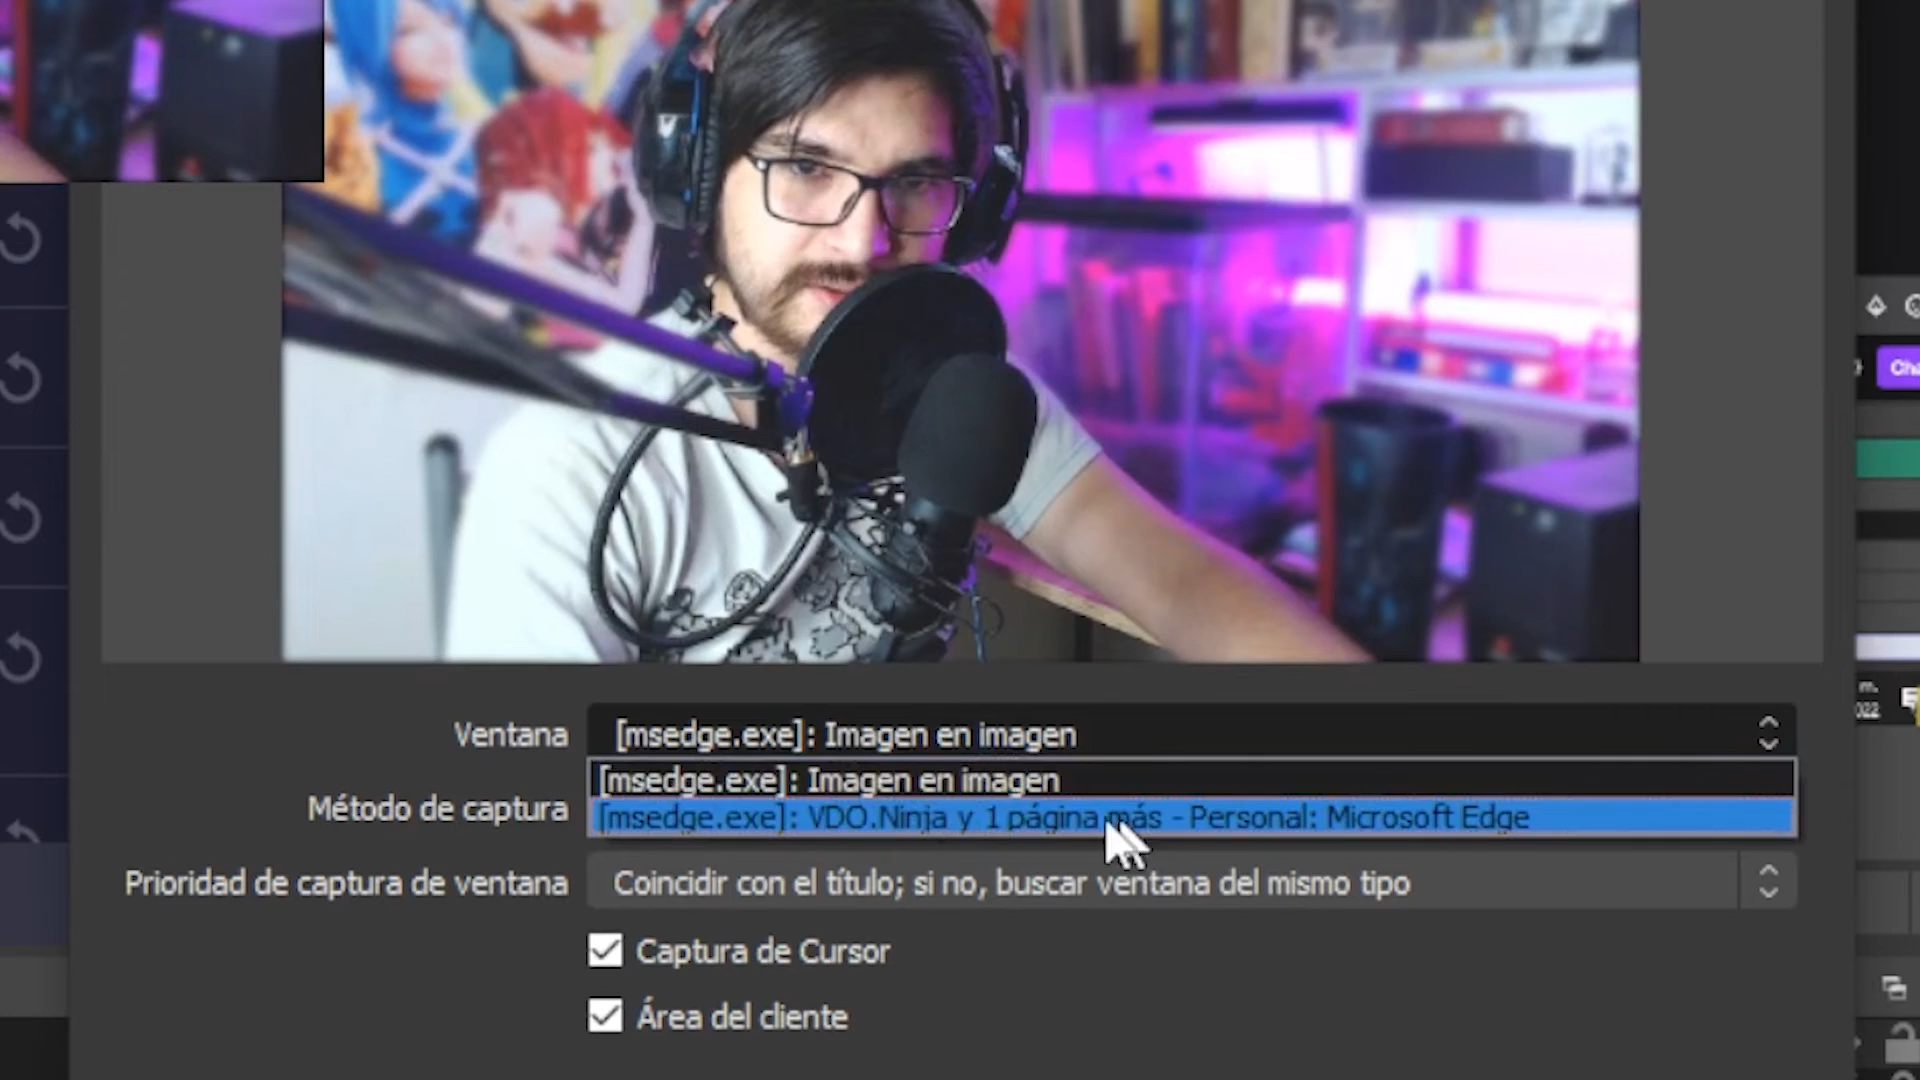 Cha
Ventana
[msedge.exe]: Imagen en imagen
[msedge.exe]: Imagen en imagen
Método de captura
[msedge.exe]: VDO.Ninja y 1 página más - Personal: Microsoft Edge
Prioridad de captura de ventana
Coincidir con el título; si no, buscar ventana del mismo tipo
Captura de Cursor
Área del cliente